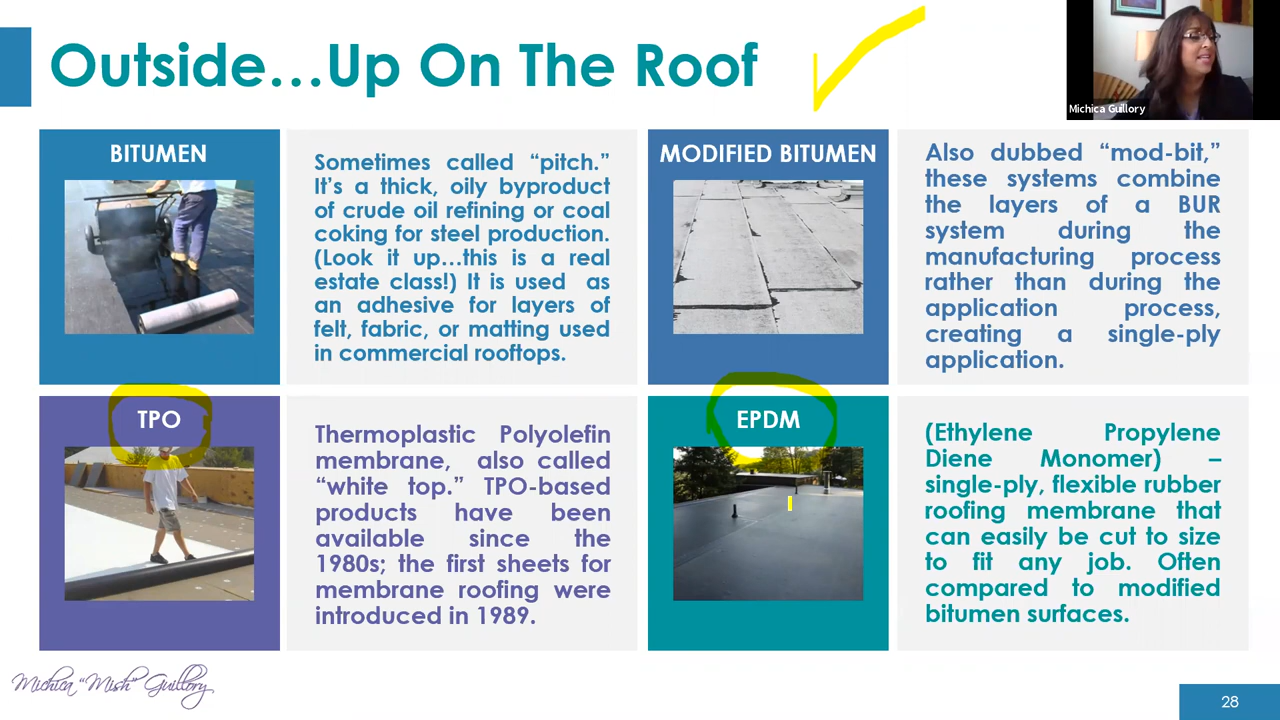 Outside…Up On The Roof
Michica Guillory
BITUMEN
Sometimes called “pitch.”
It’s a thick, oily byproduct
of crude oil refining or coal
coking for steel production.
(Look it up…this is a real
estate class!) It is used as
an adhesive for layers of
felt, fabric, or matting used
in commercial rooftops.
MODIFIED BITUMEN
Also dubbed “mod-bit,”
these systems combine
the layers of a BUR
system during the
manufacturing process
rather than during the
application process,
creating a single-ply
application.
TPO
Thermoplastic Polyolefin
membrane, also called
“white top.” TPO-based
products have been
available since the
1980s; the first sheets for
membrane roofing were
introduced in 1989.
EPDM
(Ethylene Propylene
Diene Monomer) –
single-ply, flexible rubber
roofing membrane that
can easily be cut to size
to fit any job. Often
compared to modified
bitumen surfaces.
Michica “Mish” Guillory
28